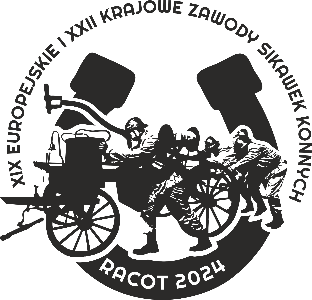 XIX EUROPEJSKIE I XXII KRAJOWE ZAWODY SIKAWEK KONNYCH
RACOT 2024